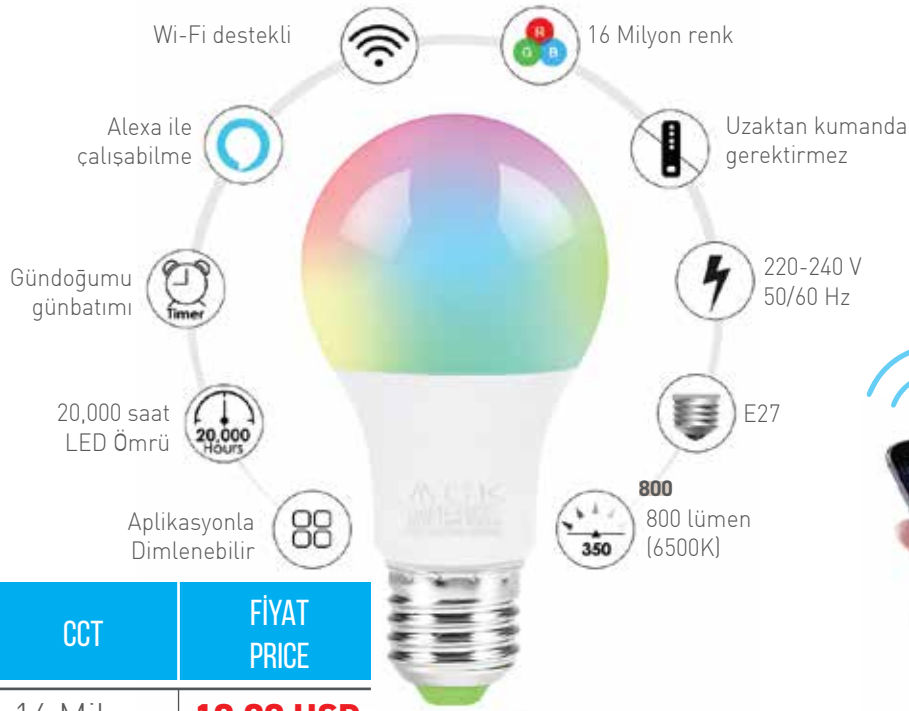 Wi-Fi destekli
16 Milyon renk
R
G B
Alexa ile
çalışabilme
Uzaktan kumanda
gerektirmez
Gündoğumu
günbatımı
Timer
220-240 V
50/60 Hz
20,000 saat
LED Ömrü
20,000
Hours
E27
Aplikasyonla
Dimlenebilir
800
800 lümen
(6500K)
350
CCT
FİYAT
PRICE